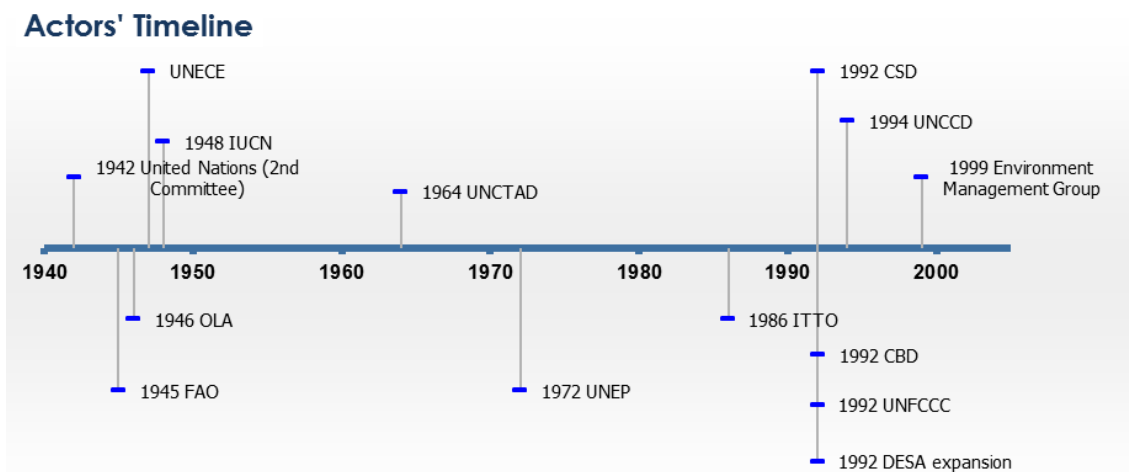 Actors' Timeline
UNECE
1992 CSD
1994 UNCCD
1948 IUCN
1942 United Nations (2nd
Committee)
1999 Environment
Management Group
1964 UNCTAD
1940 1950 1960 1970 1980 1990 2000
1946 OLA
1986 ITTO
1992 CBD
1945 FAO
1972 UNEP
1992 UNFCCC
1992 DESA expansion